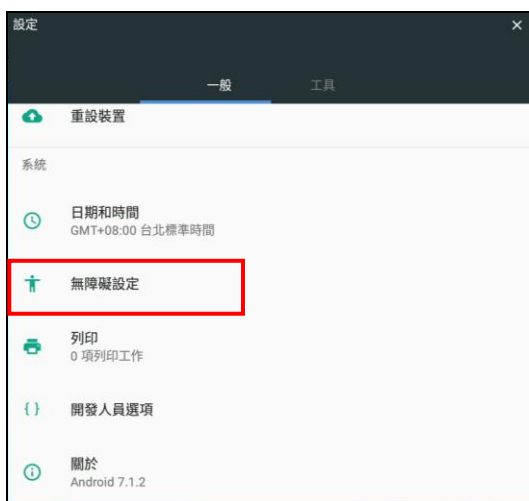 設定
一般 工具
重設裝置
系統
日期和時間
GMT+08:00 台北標準時間
無障礙設定
列印
0 項列印工作
{ } 開發人員選項
關於
Android 7.1.2